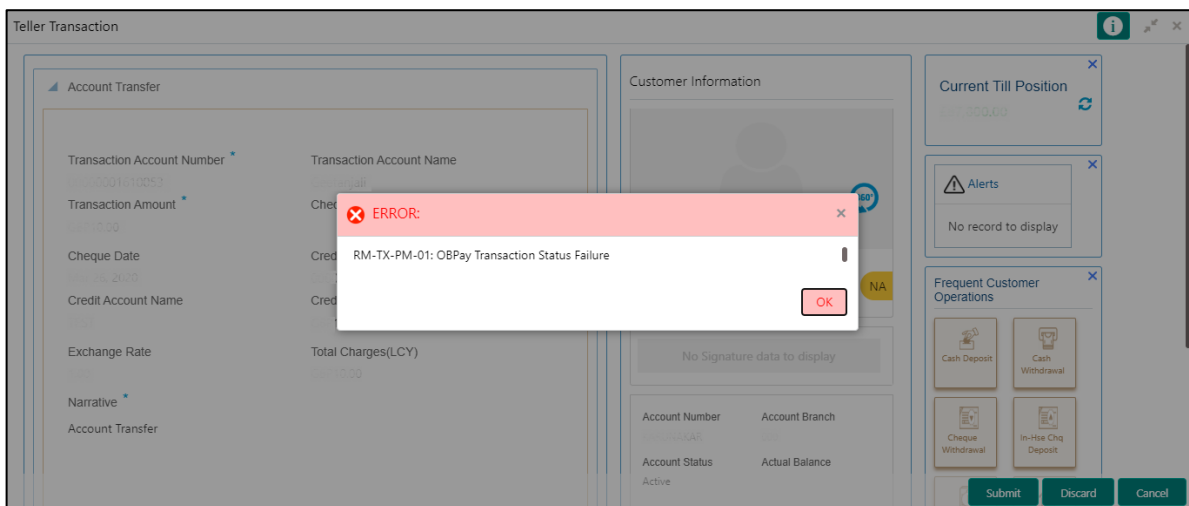 Teller Transaction
Account Transfer
Transaction Account Number *
Transaction Account Name
Transaction Amount *
Cheque Date
Credit Account Name
Exchange Rate
Total Charges(LCY)
Narrative *
Account Transfer
ERROR:
RM-TX-PM-01: OBPay Transaction Status Failure
OK
Customer Information
NA
No Signature data to display
Account Number
Account Branch
Account Status
Actual Balance
Active
Current Till Position
Alerts
No record to display
Frequent Customer
Operations
Cash Deposit
Cash
Withdrawal
Cheque
Withdrawal
In-Hse Chq
Deposit
Submit
Discard
Cancel